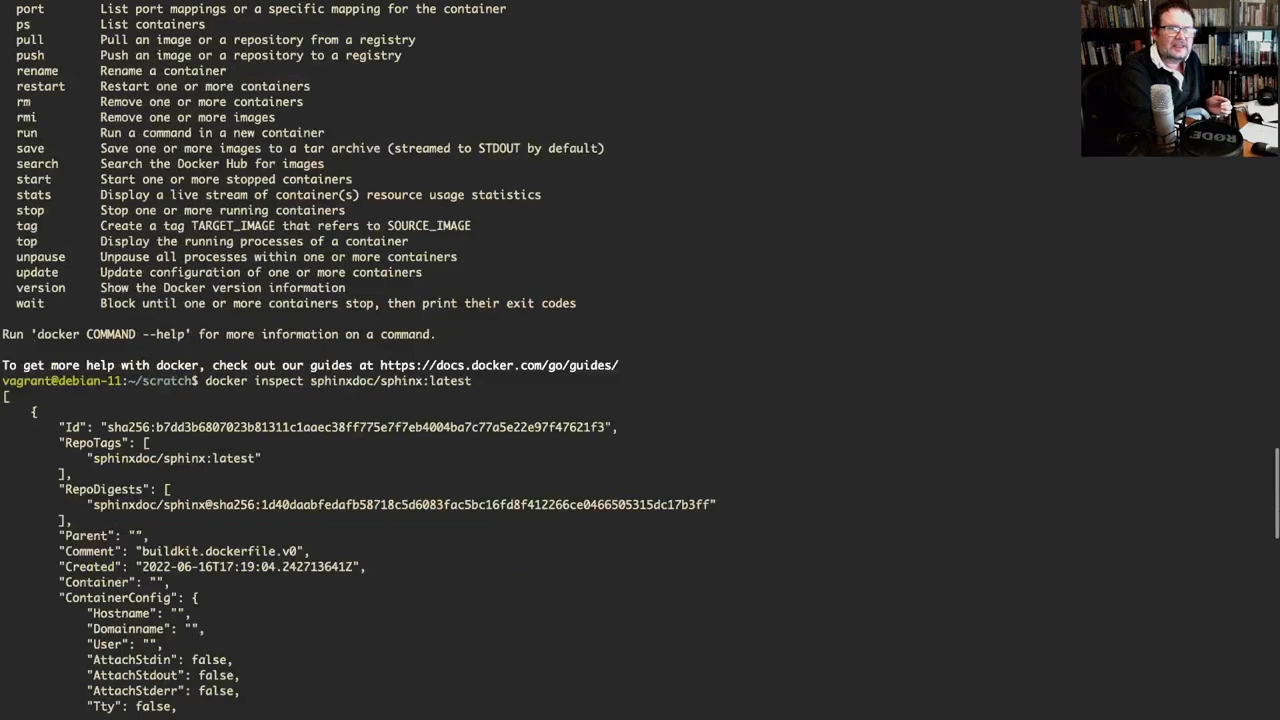 port List port mappings or a specific mapping for the container
ps List containers
pull Pull an image or a repository from a registry
push Push an image or a repository to a registry
rename Rename a container
restart Restart one or more containers
rm Remove one or more containers
rmi Remove one or more images
run Run a command in a new container
save Save one or more images to a tar archive (streamed to STDOUT by default)
search Search the Docker Hub for images
start Start one or more stopped containers
stats Display a live stream of container(s) resource usage statistics
stop Stop one or more running containers
tag Create a tag TARGET_IMAGE that refers to SOURCE_IMAGE
top Display the running processes of a container
unpause Unpause all processes within one or more containers
update Update configuration of one or more containers
version Show the Docker version information
wait Block until one or more containers stop, then print their exit codes
Run 'docker COMMAND --help' for more information on a command.
To get more help with docker, check out our guides at https://docs.docker.com/go/guides/
vagrant@debian-11:~/scratch$ docker inspect sphinxdoc/sphinx:latest
[
{
"Id": "sha256:b7dd3b6807023b81311c1aaec38ff775e7f7eb4004ba7c77a5e22e97f47621f3",
"RepoTags": [
"sphinxdoc/sphinx:latest"
],
"RepoDigests": [
"sphinxdoc/sphinx@sha256:1d40daabfedafb58718c5d6083fac5bc16fd8f412266ce0466505315dc17b3ff"
],
"Parent": "",
"Comment": "buildkit.dockerfile.v0",
"Created": "2022-06-16T17:19:04.242713641Z",
"Container": "",
"ContainerConfig": {
"Hostname": "",
"Domainname": "",
"User": "",
"AttachStdin": false,
"AttachStdout": false,
"AttachStderr": false,
"Tty": false,
RØDE